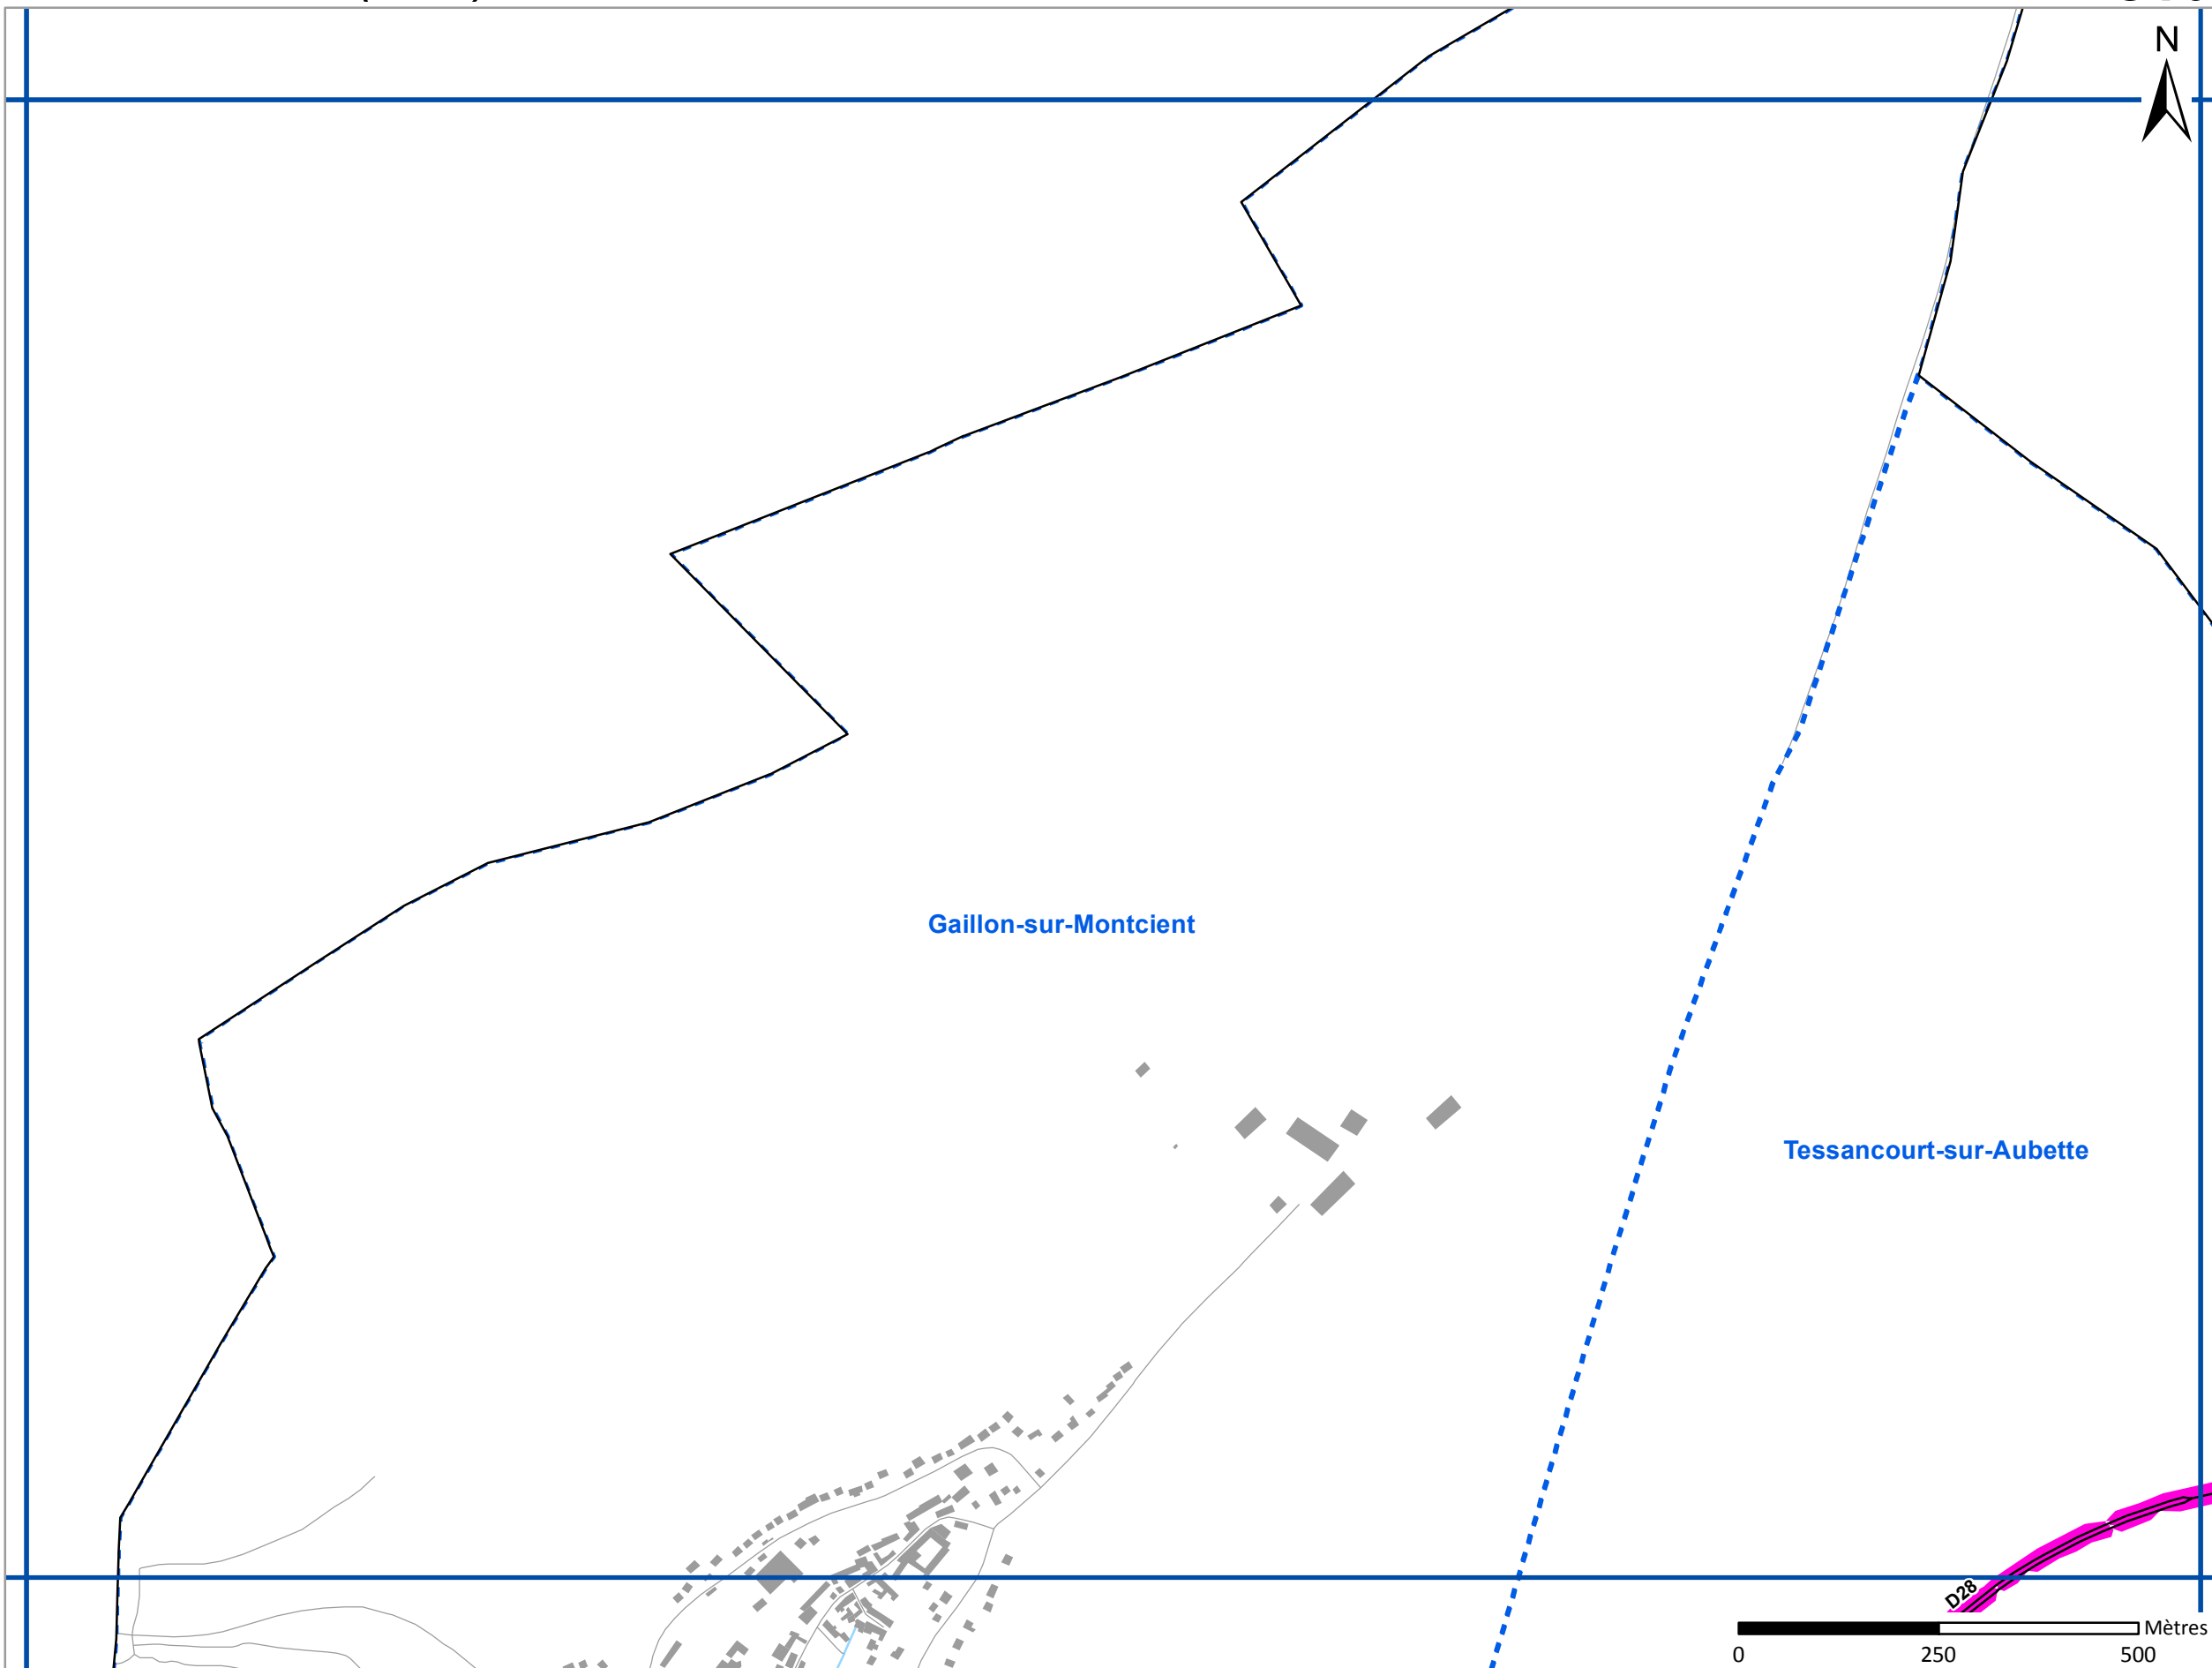 N
Gaillon-sur-Montcient
Tessancourt-sur-Aubette
D28
Mètres
0 250 500